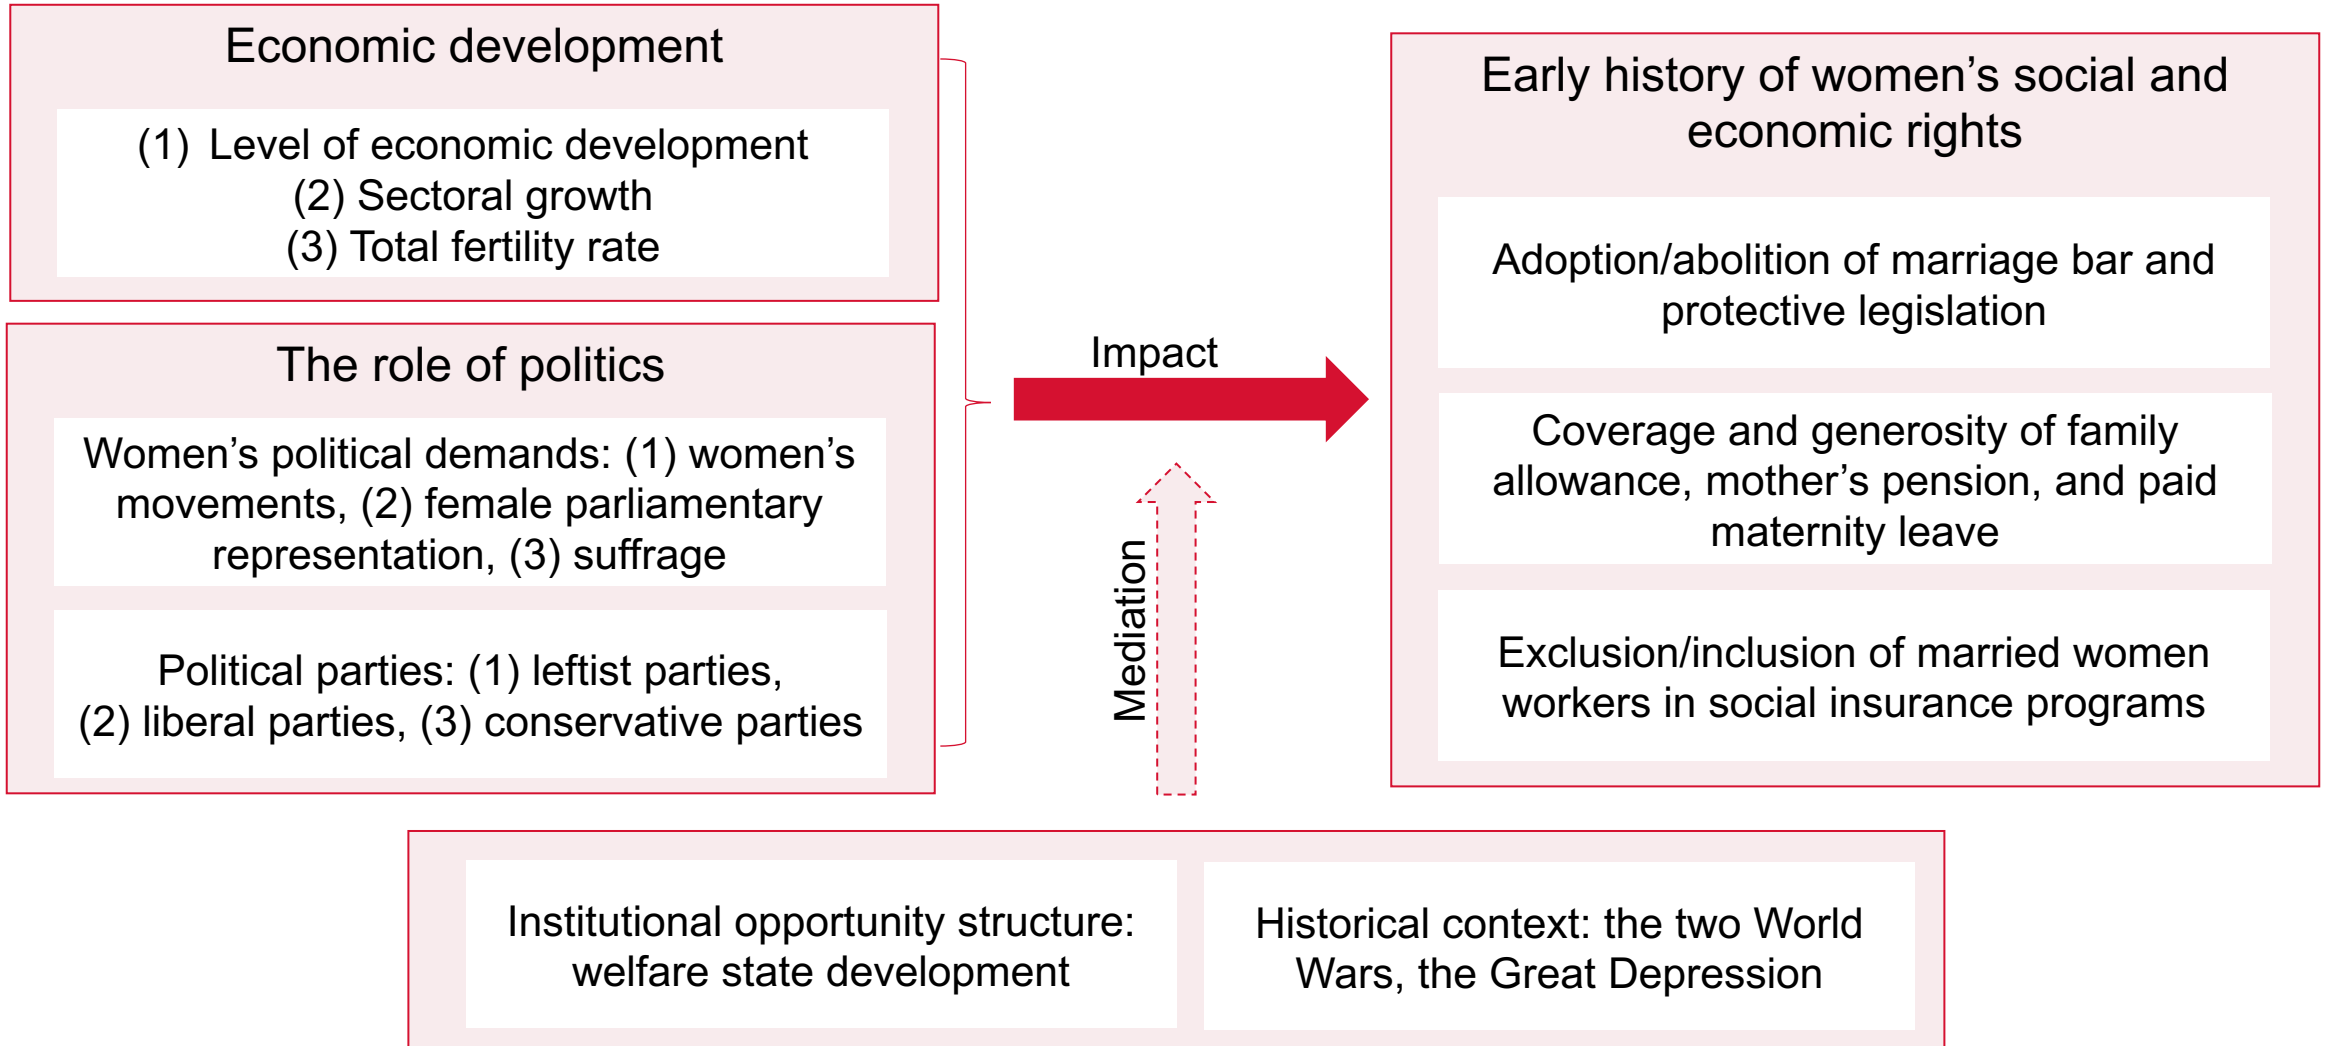 Economic development
(1) Level of economic development
(2) Sectoral growth
(3) Total fertility rate
The role of politics
Women’s political demands: (1) women’s
movements, (2) female parliamentary
representation, (3) suffrage
Political parties: (1) leftist parties,
(2) liberal parties, (3) conservative parties
Impact
Mediation
Early history of women’s social and
economic rights
Adoption/abolition of marriage bar and
protective legislation
Coverage and generosity of family
allowance, mother’s pension, and paid
maternity leave
Exclusion/inclusion of married women
workers in social insurance programs
Institutional opportunity structure:
welfare state development
Historical context: the two World
Wars, the Great Depression